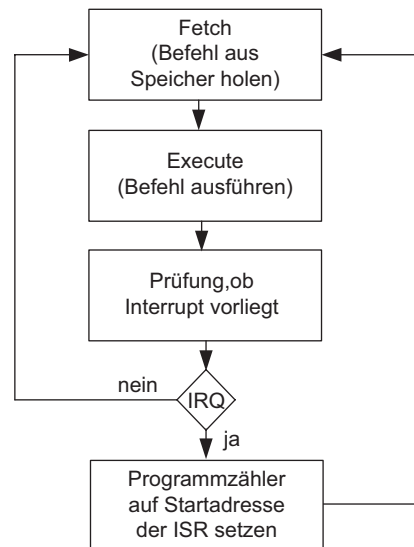 Fetch
(Befehl aus
Speicher holen)
Execute
(Befehl ausführen)
Prüfung,ob
Interrupt vorliegt
nein
IRQ
ja
Programmzähler
auf Startadresse
der ISR setzen